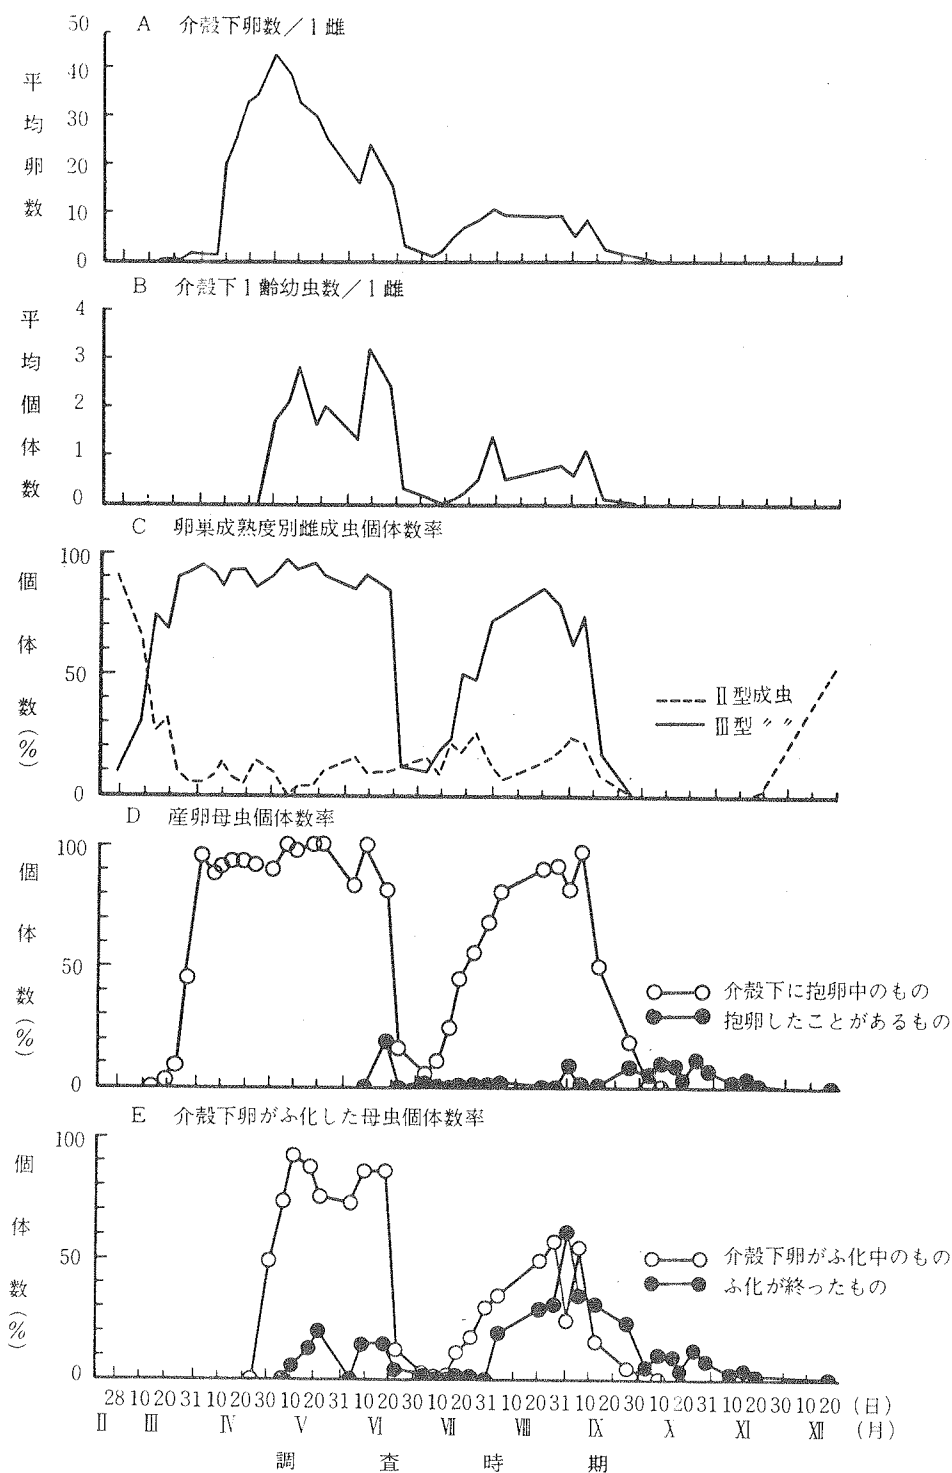 A 介殻下卵数／1雌
平均卵数
50
40
30
20
10
0
B 介殻下1齢幼虫数／1雌
平均個体数
4
3
2
1
0
C 卵巣成熟度別雌成虫個体数率
個体数(%)
100
50
0
II型成虫
III型 〃 〃
D 産卵母虫個体数率
個体数(%)
100
50
0
介殻下に抱卵中のもの
抱卵したことがあるもの
E 介殻下卵がふ化した母虫個体数率
個体数(%)
100
50
0
介殻下卵がふ化中のもの
ふ化が終ったもの
28 10 20 31 10 20 30 10 20 31 10 20 30 10 20 31 10 20 31 10 20 30 10 20 31 10 20 30 10 20 (日)
II III IV V VI VII VIII IX X XI XII (月)
調査時期